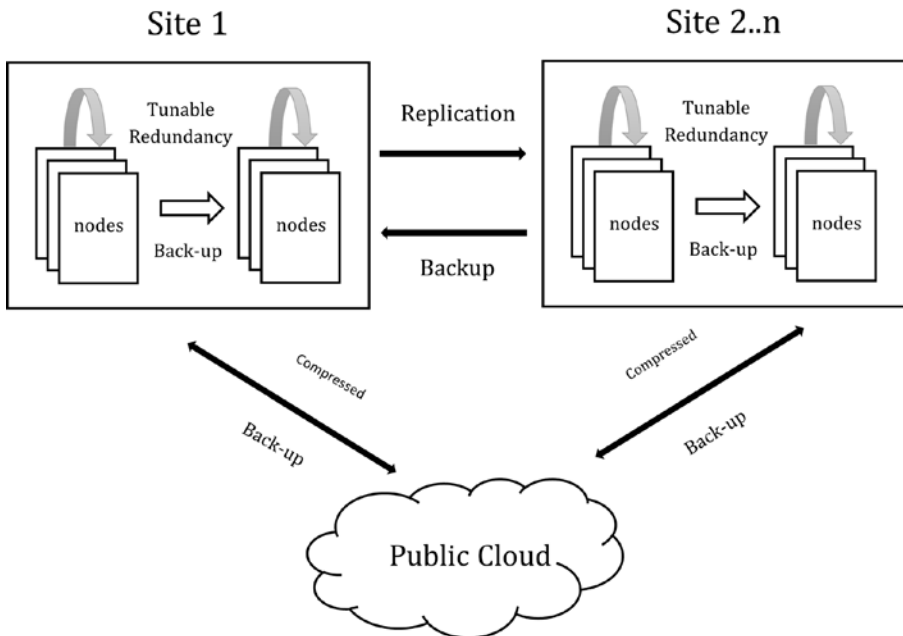 Site 1
Site 2..n
Tunable
Redundancy
nodes
Back-up
nodes
Replication
Backup
Tunable
Redundancy
nodes
Back-up
nodes
Compressed
Back-up
Compressed
Back-up
Public Cloud